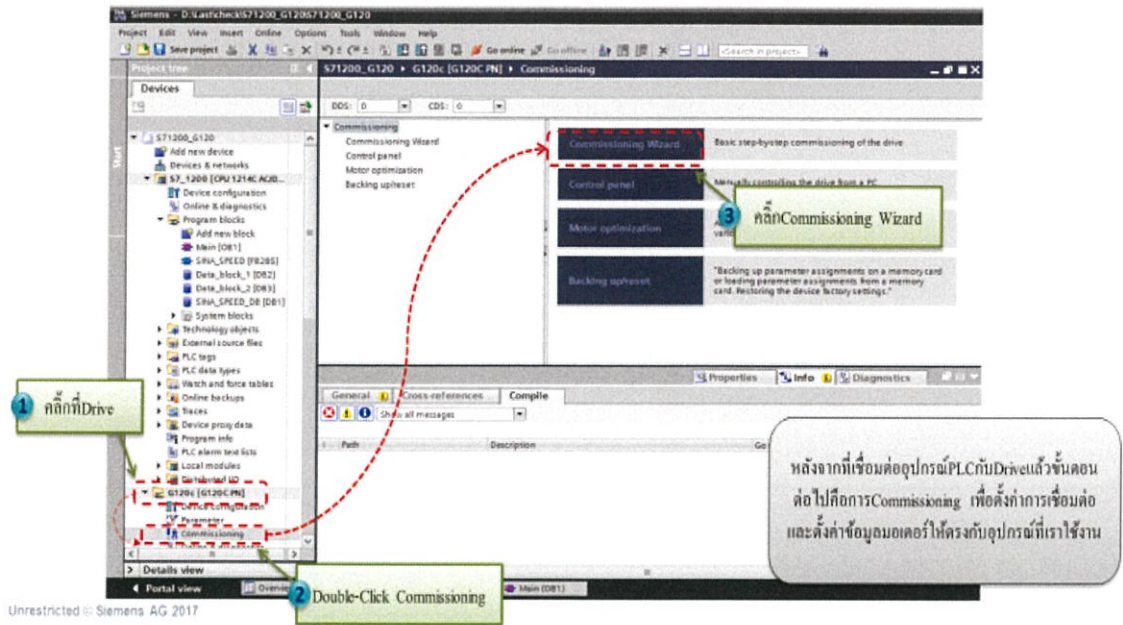 Siemens - D:\Lastcheck\S71200_G120\S71200_G120
Project Edit View Insert Online Options Tools Window Help
Save project
Go online
Go offline
<Search in project>
Project tree
S71200_G120 ▸ G120c [G120C PN] ▸ Commissioning
Devices
DDS: 0
CDS: 0
Start
S71200_G120
Add new device
Devices & networks
S7_1200 [CPU 1214C AC/D...
Device configuration
Online & diagnostics
Program blocks
Add new block
Main [OB1]
SINA_SPEED [FB285]
Data_block_1 [DB2]
Data_block_2 [DB3]
SINA_SPEED_DB [DB1]
System blocks
Technology objects
External source files
PLC tags
PLC data types
Watch and force tables
Online backups
Traces
Device proxy data
Program info
PLC alarm text lists
Local modules
Distributed I/O
G120c [G120C PN]
Device configuration
Parameter
Commissioning
Details view
Portal view
Main (OB1)
Commissioning
Commissioning Wizard
Control panel
Motor optimization
Backing up/reset
Commissioning Wizard
Basic step-by-step commissioning of the drive
Control panel
Manually controlling the drive from a PC
Motor optimization
Backing up/reset
"Backing up parameter assignments on a memory card
or loading parameter assignments from a memory
card. Restoring the device factory settings."
3 คลิ๊กCommissioning Wizard
Properties
Info
Diagnostics
General
Cross-references
Compile
Show all messages
! Path
Description
Go
1 คลิ๊กที่Drive
2 Double-Click Commissioning
หลังจากที่เชื่อมต่ออุปกรณ์PLCกับDriveแล้วขั้นตอน
ต่อไปคือการCommissioning เพื่อตั้งค่าการเชื่อมต่อ
และตั้งค่าข้อมูลมอเตอร์ให้ตรงกับอุปกรณ์ที่เราใช้งาน
Unrestricted © Siemens AG 2017